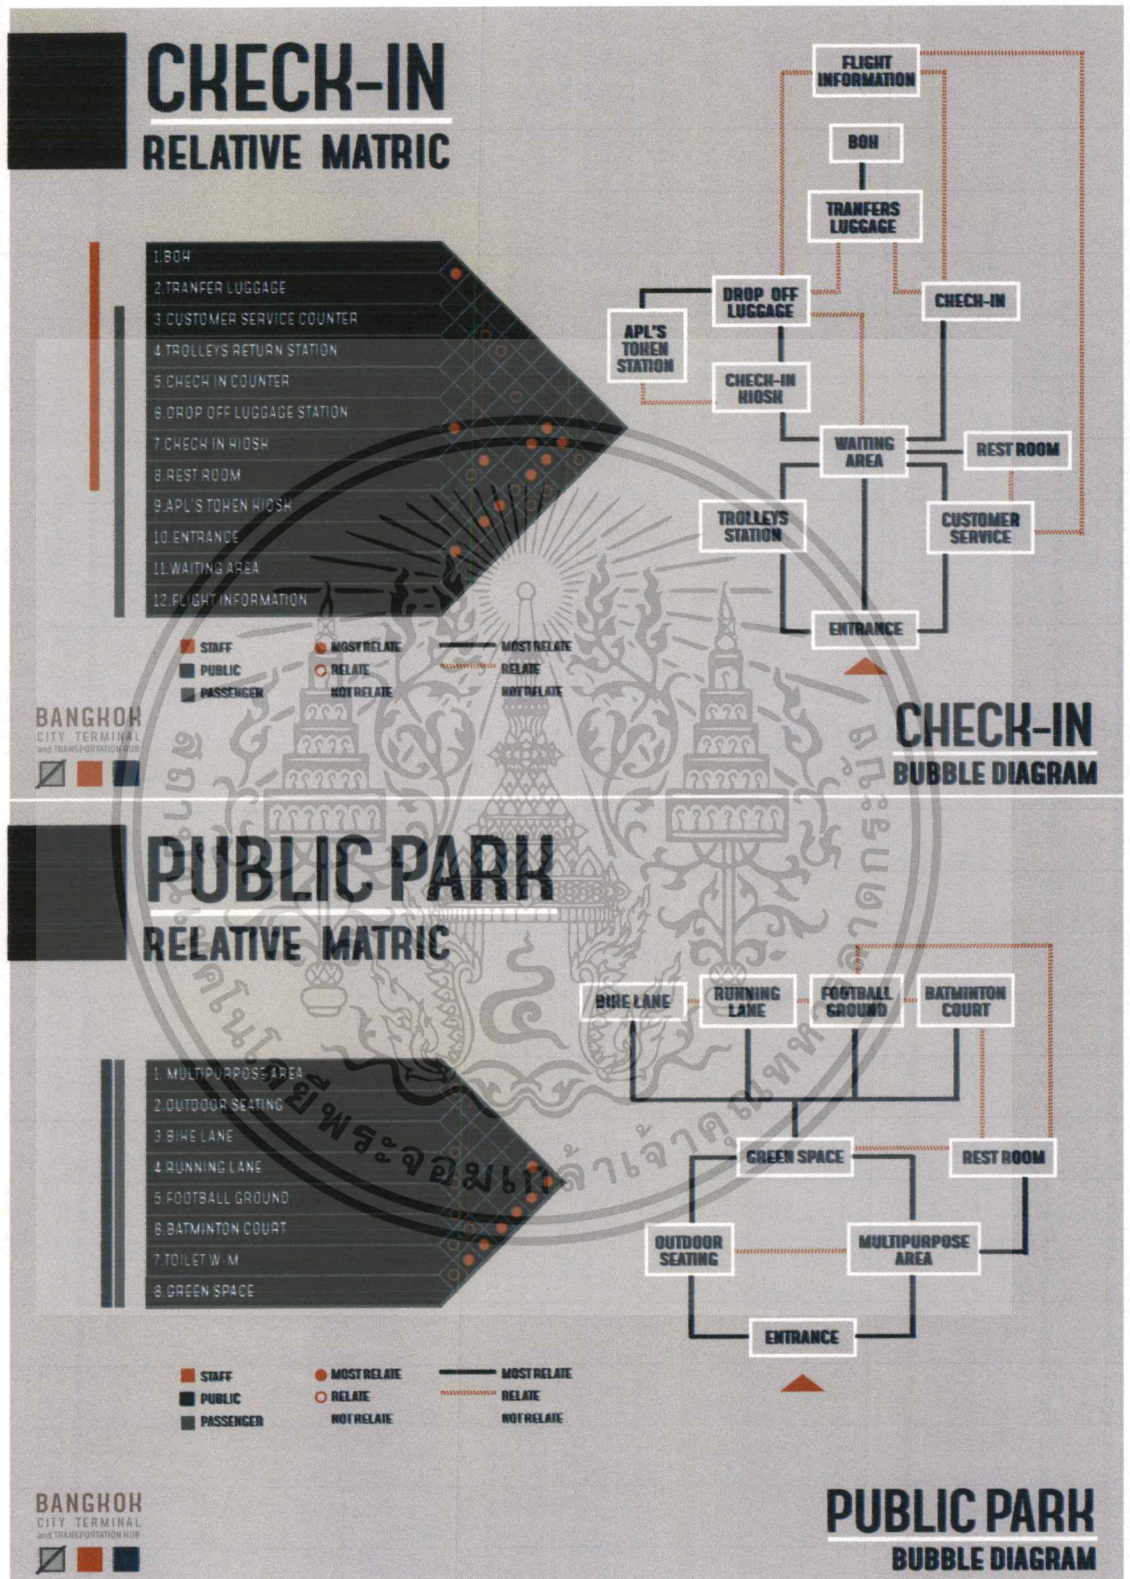 CHECK-IN
RELATIVE MATRIC
1.BOH
2.TRANFER LUGGAGE
3.CUSTOMER SERVICE COUNTER
4.TROLLEYS RETURN STATION
5.CHECK IN COUNTER
6.DROP OFF LUGGAGE STATION
7.CHECK IN KIOSK
8.REST ROOM
9.APL'S TOKEN KIOSK
10.ENTRANCE
11.WAITING AREA
12.FLIGHT INFORMATION
STAFF
PUBLIC
PASSENGER
MOST RELATE
RELATE
NOT RELATE
MOST RELATE
RELATE
NOT RELATE
FLIGHT
INFORMATION
BOH
TRANFERS
LUGGAGE
DROP OFF
LUGGAGE
CHECK-IN
APL'S
TOKEN
STATION
CHECK-IN
KIOSK
WAITING
AREA
REST ROOM
TROLLEYS
STATION
CUSTOMER
SERVICE
ENTRANCE
BANGKOK
CITY TERMINAL
and TRANSPORTATION HUB
CHECK-IN
BUBBLE DIAGRAM
PUBLIC PARK
RELATIVE MATRIC
1. MULTIPURPOSE AREA
2.OUTDOOR SEATING
3.BIKE LANE
4.RUNNING LANE
5.FOOTBALL GROUND
6.BATMINTON COURT
7.TOILET W-M
8.GREEN SPACE
STAFF
PUBLIC
PASSENGER
MOST RELATE
RELATE
NOT RELATE
MOST RELATE
RELATE
NOT RELATE
BIKE LANE
RUNNING
LANE
FOOTBALL
GROUND
BATMINTON
COURT
GREEN SPACE
REST ROOM
OUTDOOR
SEATING
MULTIPURPOSE
AREA
ENTRANCE
BANGKOK
CITY TERMINAL
and TRANSPORTATION HUB
PUBLIC PARK
BUBBLE DIAGRAM